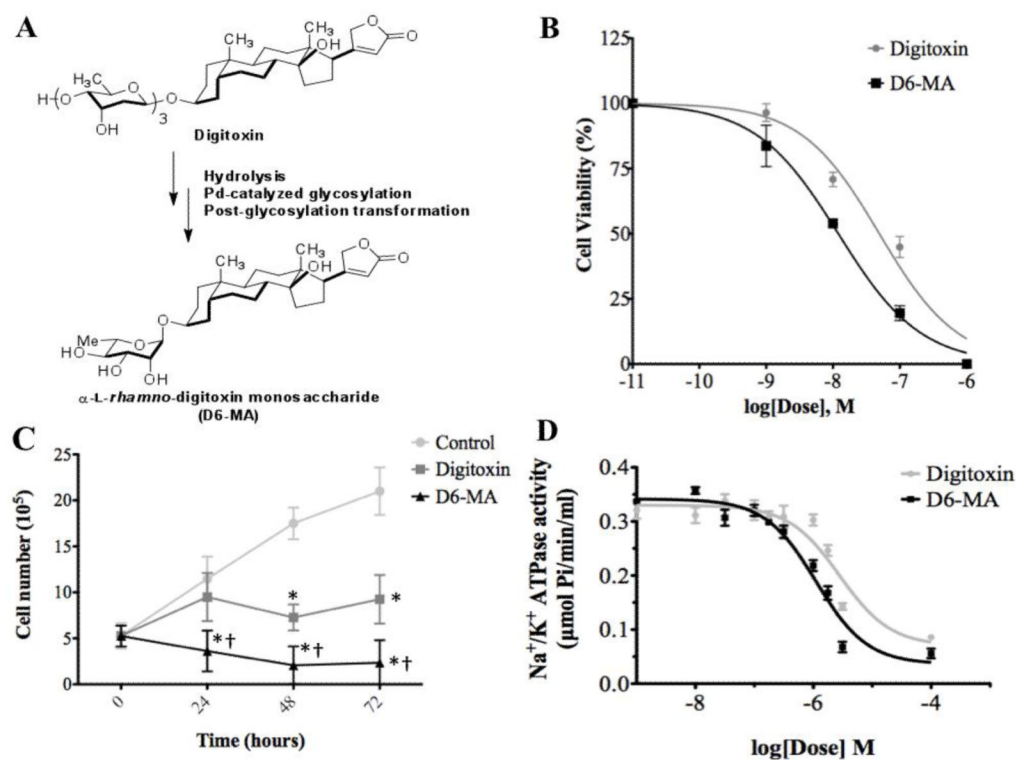 A
CH3
CH3
OH
O
O
H
O
CH3
O
O
3
OH
Digitoxin
Hydrolysis
Pd-catalyzed glycosylation
Post-glycosylation transformation
CH3
CH3
OH
O
O
O
Me
O
HO
HO
OH
α-L-rhamno-digitoxin monosaccharide
(D6-MA)
B
Digitoxin
D6-MA
Cell Viability (%)
125
100
75
50
25
0
-11 -10 -9 -8 -7 -6
log[Dose], M
C
Control
Digitoxin
D6-MA
Cell number (10⁵)
25
20
15
10
5
0
*
*
*†
*†
*†
0 24 48 72
Time (hours)
D
Digitoxin
D6-MA
Na⁺/K⁺ ATPase activity
(μmol Pi/min/ml)
0.4
0.3
0.2
0.1
0.0
-8 -6 -4
log[Dose] M